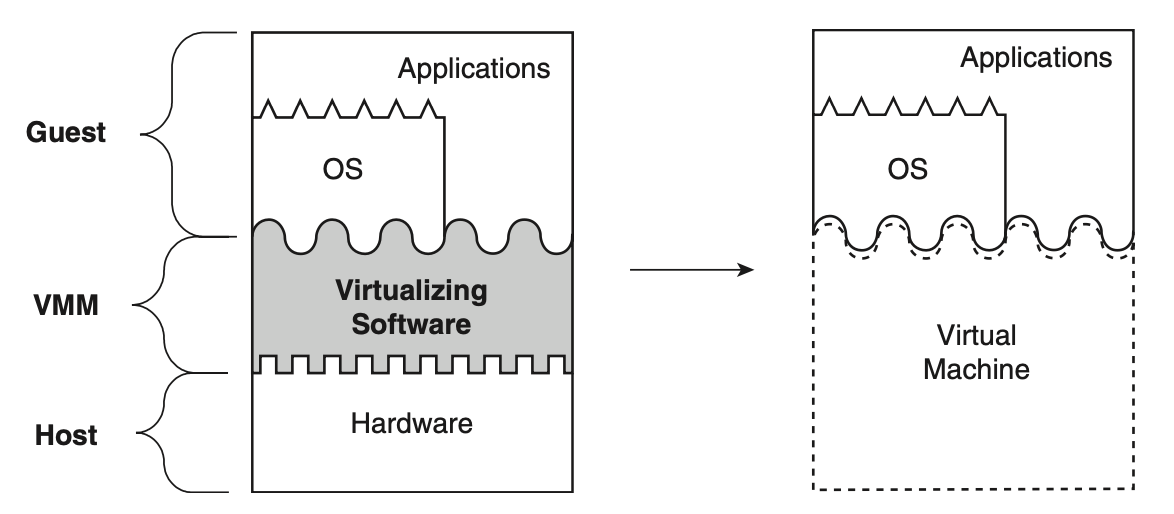 Applications
Guest
OS
VMM
Virtualizing
Software
Host
Hardware
Applications
OS
Virtual
Machine